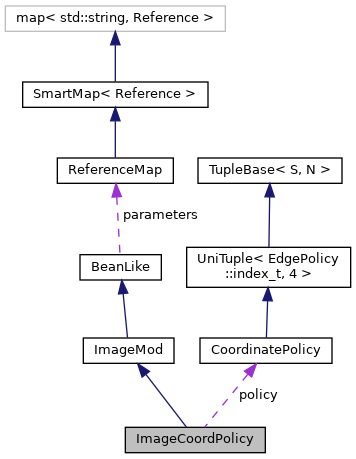 map< std::string, Reference >
SmartMap< Reference >
ReferenceMap
TupleBase< S, N >
parameters
BeanLike
UniTuple< EdgePolicy
::index_t, 4 >
ImageMod
CoordinatePolicy
policy
ImageCoordPolicy